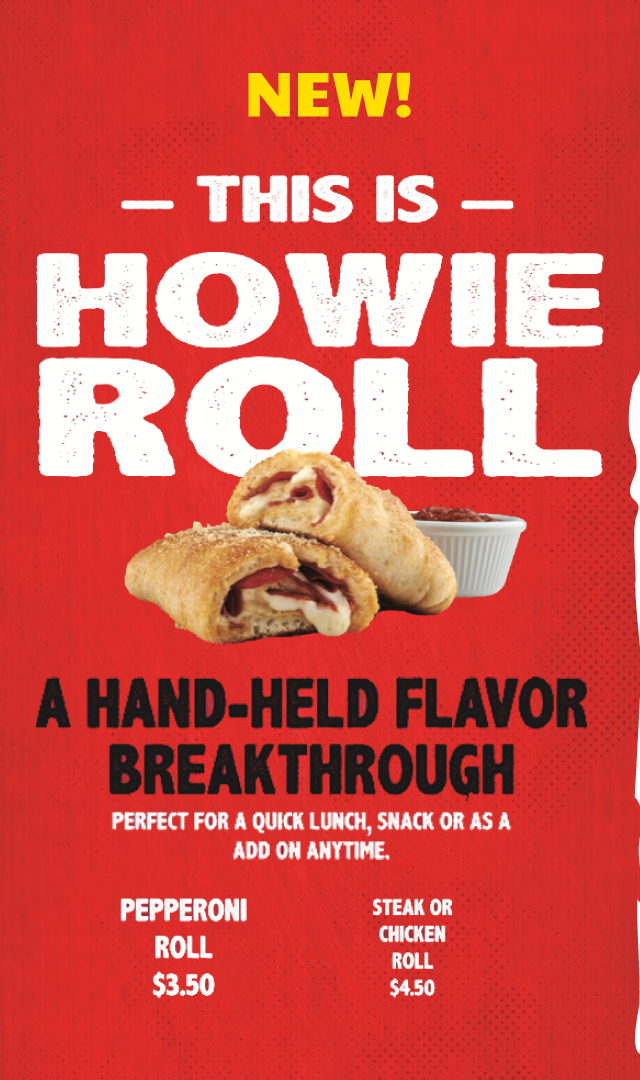 NEW!
— THIS IS —
HOWIE
ROLL
A HAND-HELD FLAVOR
BREAKTHROUGH
PERFECT FOR A QUICK LUNCH, SNACK OR AS A
ADD ON ANYTIME.
PEPPERONI
ROLL
$3.50
STEAK OR
CHICKEN
ROLL
$4.50